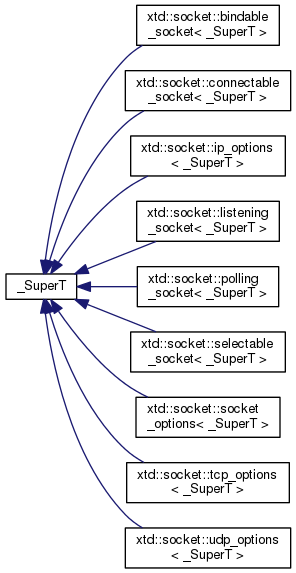 xtd::socket::bindable
_socket< _SuperT >
xtd::socket::connectable
_socket< _SuperT >
xtd::socket::ip_options
< _SuperT >
xtd::socket::listening
_socket< _SuperT >
_SuperT
xtd::socket::polling
_socket< _SuperT >
xtd::socket::selectable
_socket< _SuperT >
xtd::socket::socket
_options< _SuperT >
xtd::socket::tcp_options
< _SuperT >
xtd::socket::udp_options
< _SuperT >